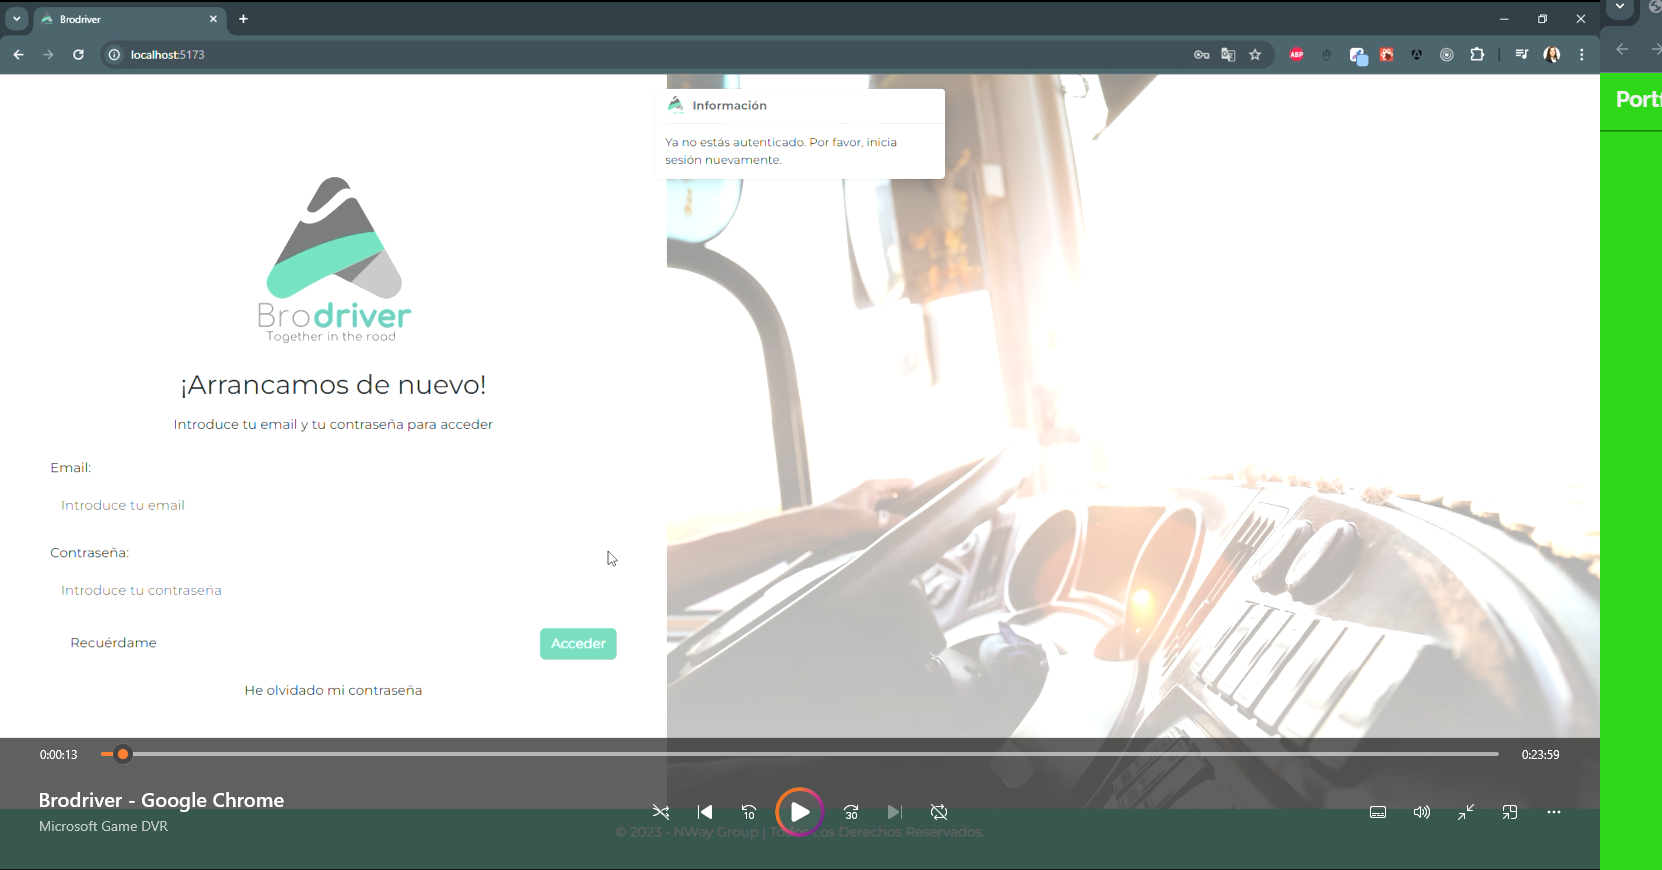 Brodriver
localhost:5173
ABP
Portf
Información
Ya no estás autenticado. Por favor, inicia
sesión nuevamente.
Brodriver
Together in the road
¡Arrancamos de nuevo!
Introduce tu email y tu contraseña para acceder
Email:
Introduce tu email
Contraseña:
Introduce tu contraseña
Recuérdame
Acceder
He olvidado mi contraseña
0:00:13
0:23:59
Brodriver - Google Chrome
Microsoft Game DVR
10
30
© 2023 - NWay Group | Todos Los Derechos Reservados.